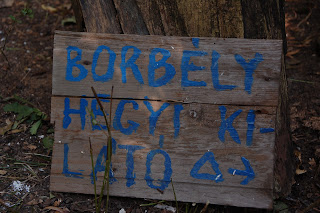 BORBÉLY
HEGYI KI-
LÁTÓ △→